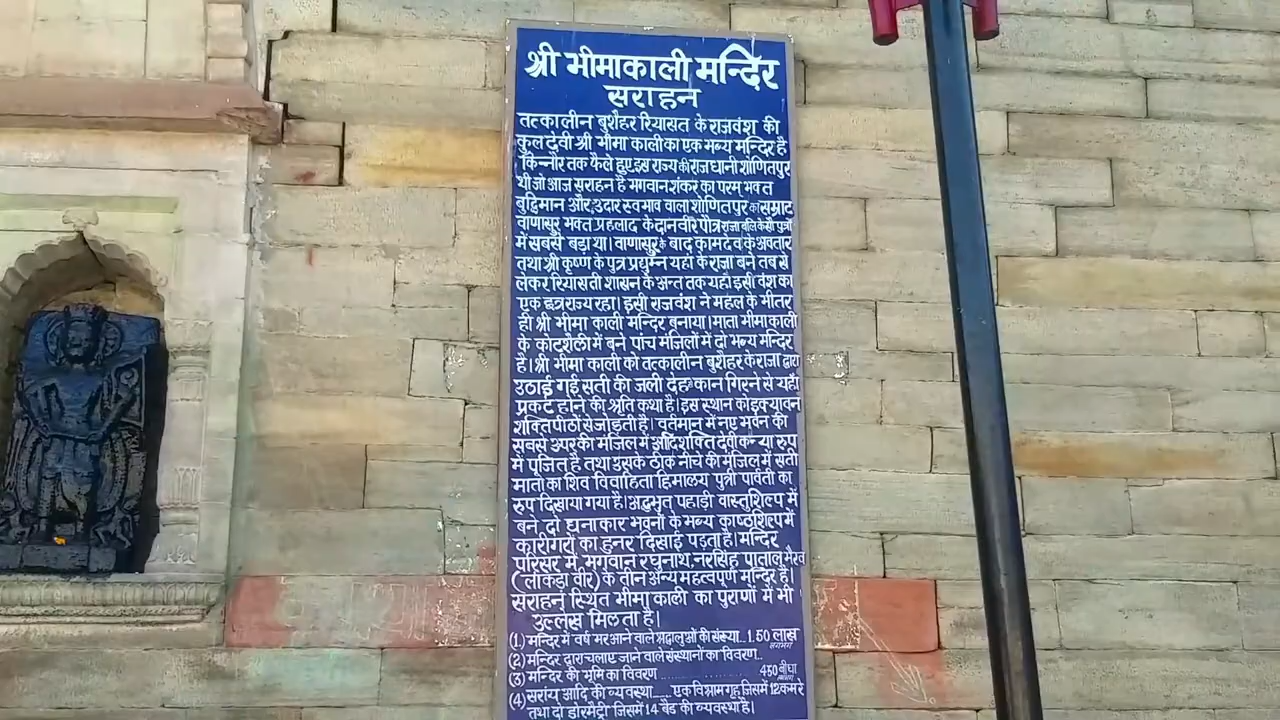 श्री भीमाकाली मन्दिर
सराहन
तत्कालीन बुशैहर रियासत के राजवंश की
कुल देवी श्री भीमा काली का एक भव्य मन्दिर है
किन्नौर तक फैले हुए इस राज्य की राजधानी शोणितपुर
थी जो आज सराहन है भगवान शंकर का परम भक्त
बुद्धिमान और उदार स्वभाव वाला शोणितपुर का सम्राट
वाणासुर भक्त प्रहलाद के दानवीर पौत्र राजा बलि के सौ पुत्रों
में सबसे बड़ा था। वाणासुर के बाद कामदेव के अवतार
तथा श्री कृष्ण के पुत्र प्रद्युम्न यहां के राजा बने तब से
लेकर रियासती शासन के अन्त तक यहाँ इसी वंश का
एक छत्र राज्य रहा। इसी राजवंश ने महल के भीतर
ही श्री भीमा काली मन्दिर बनाया। माता भीमाकाली
के कोटशैली में बने पांच मंजिलों में दो भव्य मन्दिर
है। श्री भीमा काली को तत्कालीन बुशैहर के राजा द्वारा
उठाई गई सती की जली देह कान गिरने से यहाँ
प्रकट होने की श्रृति कथा है। इस स्थान को इक्यावन
शक्तिपीठों से जोड़ती है। वर्तमान में नए भवन की
सबसे उपर की मंजिल में आदिशक्ति देवी कन्या रुप
में पूजित है तथा उसके ठीक नीचे की मंजिल में सती
माता का शिव विवाहिता हिमालय पुत्री पार्वती का
रुप दिखाया गया है। अद्भुत पहाड़ी वास्तुशिल्प में
बने दो घनाकार भवनों के भव्य काष्ठशिल्प में
कारीगरों का हुनर दिखाई पड़ता है। मन्दिर
परिसर में, भगवान रघुनाथ, नरसिंह पाताल भैरव
(लांकड़ा वीर) के तीन अन्य महत्वपूर्ण मन्दिर है।
सराहन स्थित भीमा काली का पुराणों में भी
उल्लेख मिलता है।
(1) मन्दिर में वर्ष भर आने वाले श्रद्धालुओं की संख्या.. 1.50 लाख लगभग
(2) मन्दिर द्वारा चलाए जाने वाले संस्थानों का विवरण..
(3) मन्दिर की भूमि का विवरण .......... 450 बीघा लगभग
(4) सरांय आदि की व्यवस्था...... एक विश्राम गृह जिसमें 12 कमरे
तथा दो डोरमैट्री जिसमें 14 बैड की व्यवस्था है।